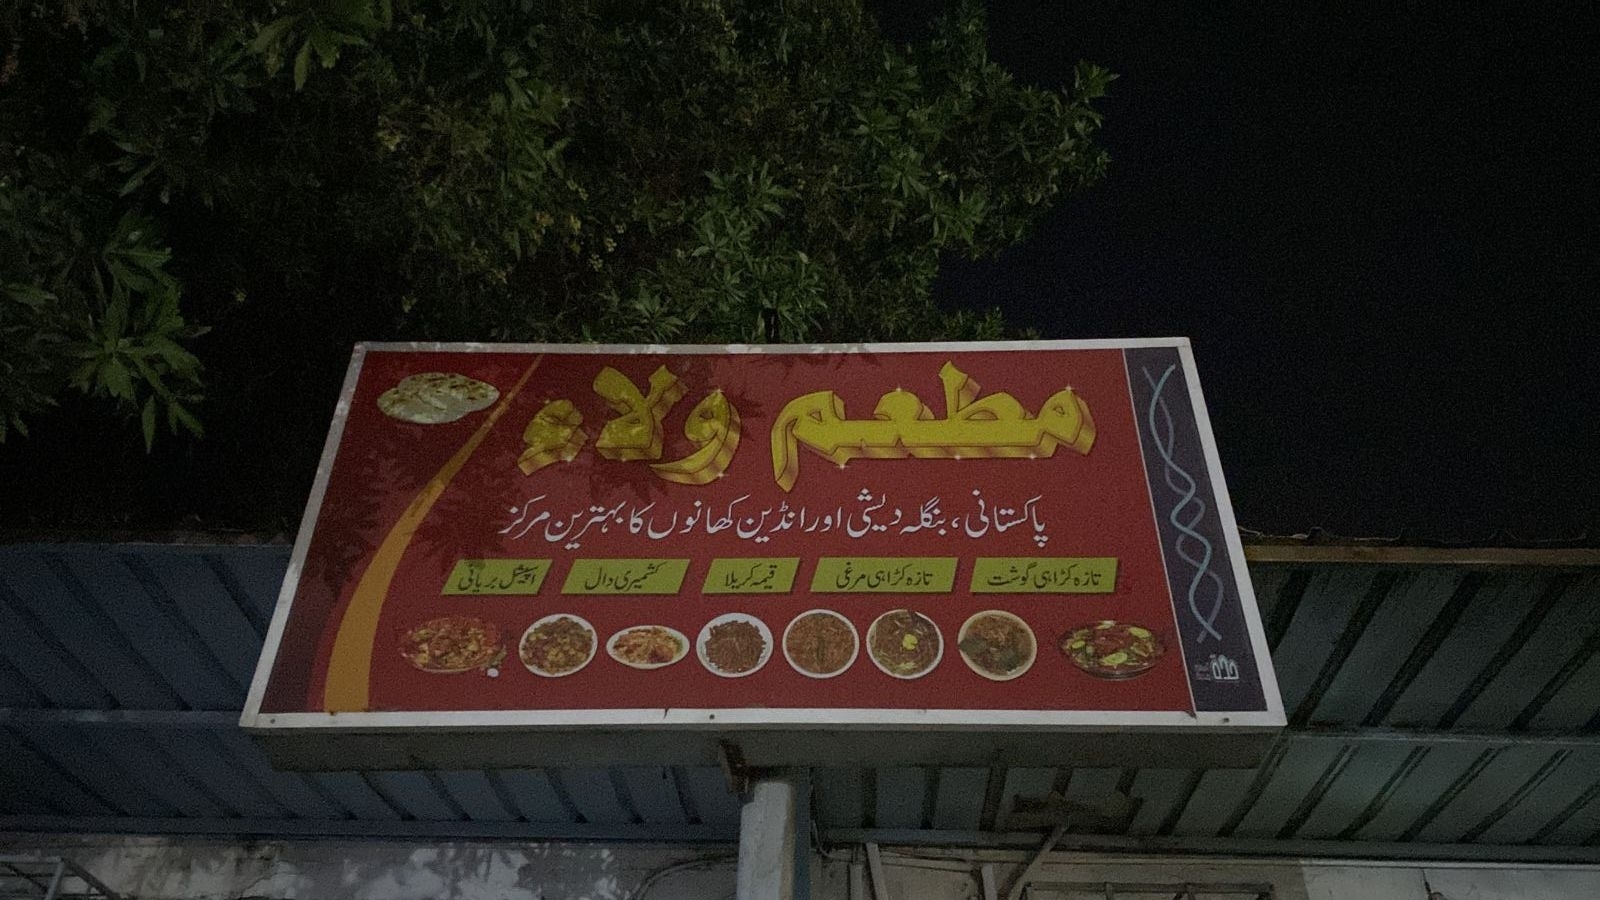 مطعم ولاء
پاکستانی، بنگلہ دیشی اور انڈین کھانوں کا بہترین مرکز
تازہ کڑاہی گوشت تازہ کڑاہی مرغی قیمہ کریلا کشمیری دال اسپیشل بریانی